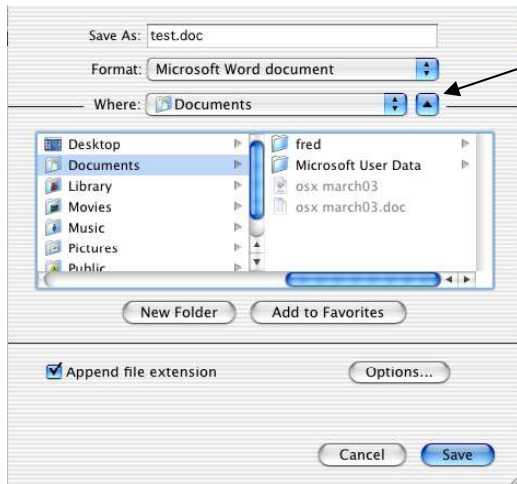 Save As: test.doc
Format: Microsoft Word document
Where: Documents
Desktop
Documents
Library
Movies
Music
Pictures
Public
fred
Microsoft User Data
osx march03
osx march03.doc
New Folder
Add to Favorites
Append file extension
Options...
Cancel
Save